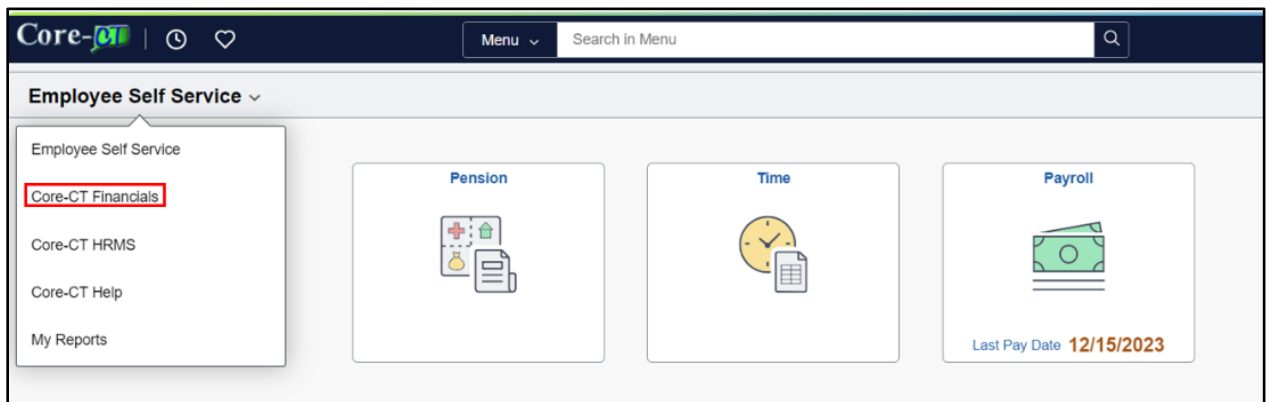 Core-CT
Menu
Search in Menu
Employee Self Service
Employee Self Service
Core-CT Financials
Core-CT HRMS
Core-CT Help
My Reports
Pension
Time
Payroll
Last Pay Date 12/15/2023